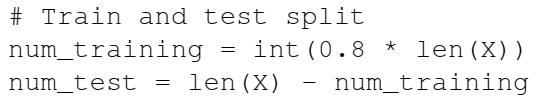 # Train and test split
num_training = int(0.8 * len(X))
num_test = len(X) - num_training